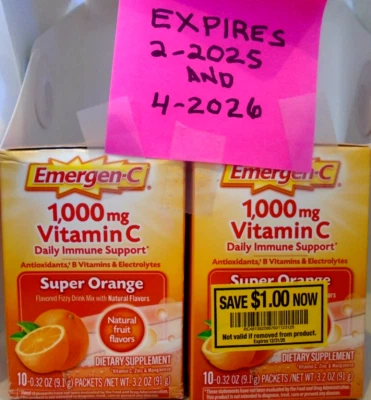 EXPIRES
2-2025
AND
4-2026
Emergen-C®
1,000 mg
Vitamin C
Daily Immune Support*
Antioxidants,† B Vitamins & Electrolytes
Super Orange
Flavored Fizzy Drink Mix with Natural Flavors
Natural
fruit
flavors
DIETARY SUPPLEMENT
10-0.32 OZ (9.1 g) PACKETS/NET WT. 3.2 OZ (91 g)
Emergen-C®
1,000 mg
Vitamin C
Daily Immune Support*
Antioxidants,† B Vitamins & Electrolytes
Super Orange
SAVE $1.00 NOW
Not valid if removed from product.
Expires 12/31/25
DIETARY SUPPLEMENT
10-0.32 OZ (9.1 g) PACKETS/NET WT. 3.2 OZ (91 g)